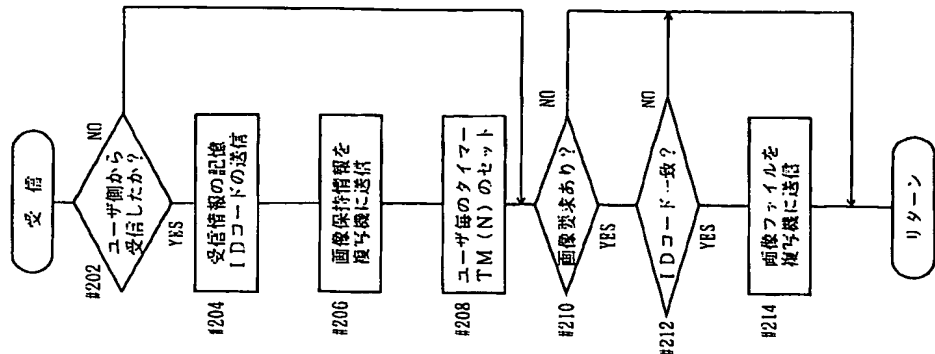 受 信
#202
ユーザ側から
受信したか?
NO
YES
#204
受信情報の記憶
IDコードの送信
#206
画像保持情報を
複写機に送信
#208
ユーザ毎のタイマー
TM(N)のセット
#210
画像要求あり?
NO
YES
#212
IDコード一致?
NO
YES
#214
画像ファイルを
複写機に送信
リターン